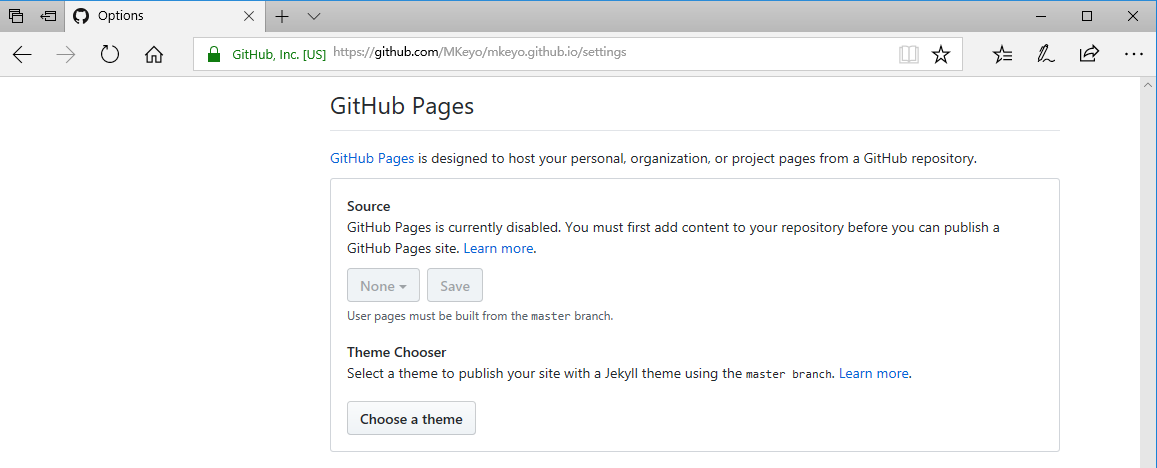 Options
GitHub, Inc. [US] https://github.com/MKeyo/mkeyo.github.io/settings
GitHub Pages
GitHub Pages is designed to host your personal, organization, or project pages from a GitHub repository.
Source
GitHub Pages is currently disabled. You must first add content to your repository before you can publish a
GitHub Pages site. Learn more.
None Save
User pages must be built from the master branch.
Theme Chooser
Select a theme to publish your site with a Jekyll theme using the master branch. Learn more.
Choose a theme